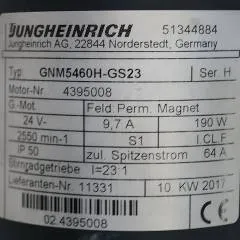 JUNGHEINRICH 51344884
Jungheinrich AG, 22844 Norderstedt, Germany
Typ GNM5460H-GS23 Ser. H
Motor-Nr. 4395008
G.-Mot. Feld: Perm. Magnet
24 V- 9,7 A 190 W
2550 min-1 S1 I.CL.F
IP 50 zul. Spitzenstrom 64 A
Stirnradgetriebe I=23:1
Lieferanten-Nr. 11331 10. KW 2017
02.4395008 CE